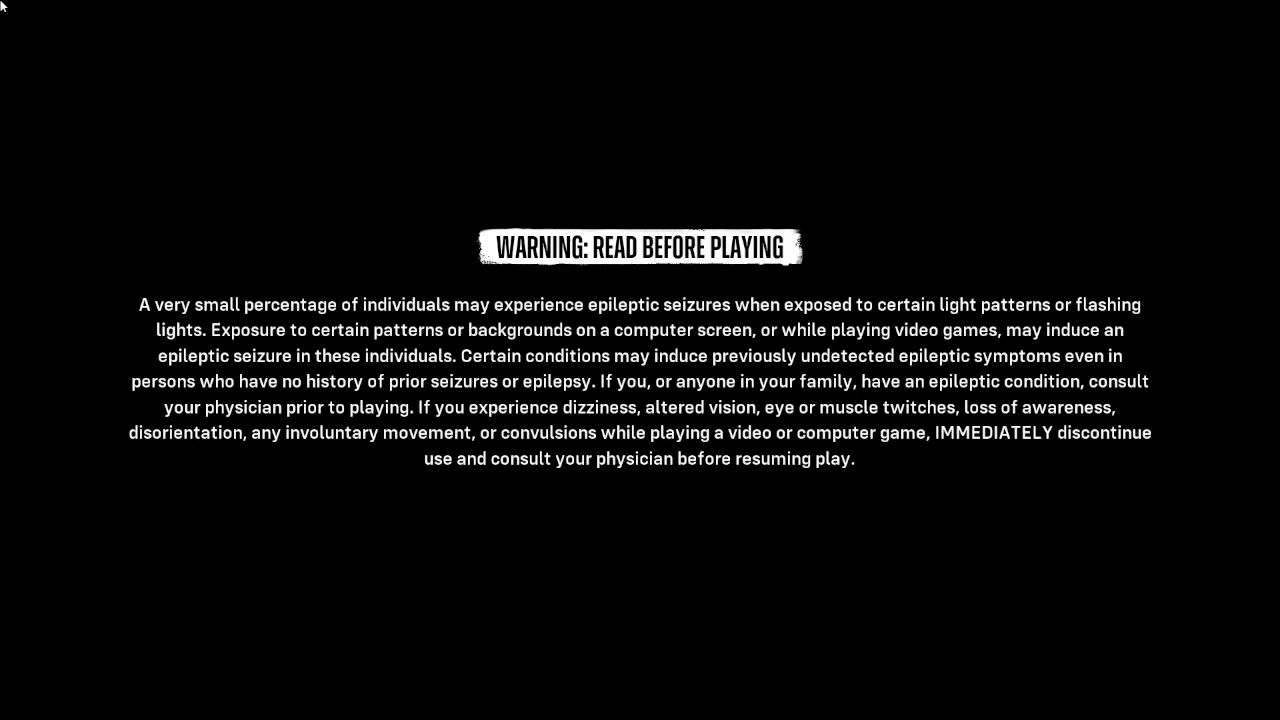 WARNING: READ BEFORE PLAYING
A very small percentage of individuals may experience epileptic seizures when exposed to certain light patterns or flashing
lights. Exposure to certain patterns or backgrounds on a computer screen, or while playing video games, may induce an
epileptic seizure in these individuals. Certain conditions may induce previously undetected epileptic symptoms even in
persons who have no history of prior seizures or epilepsy. If you, or anyone in your family, have an epileptic condition, consult
your physician prior to playing. If you experience dizziness, altered vision, eye or muscle twitches, loss of awareness,
disorientation, any involuntary movement, or convulsions while playing a video or computer game, IMMEDIATELY discontinue
use and consult your physician before resuming play.